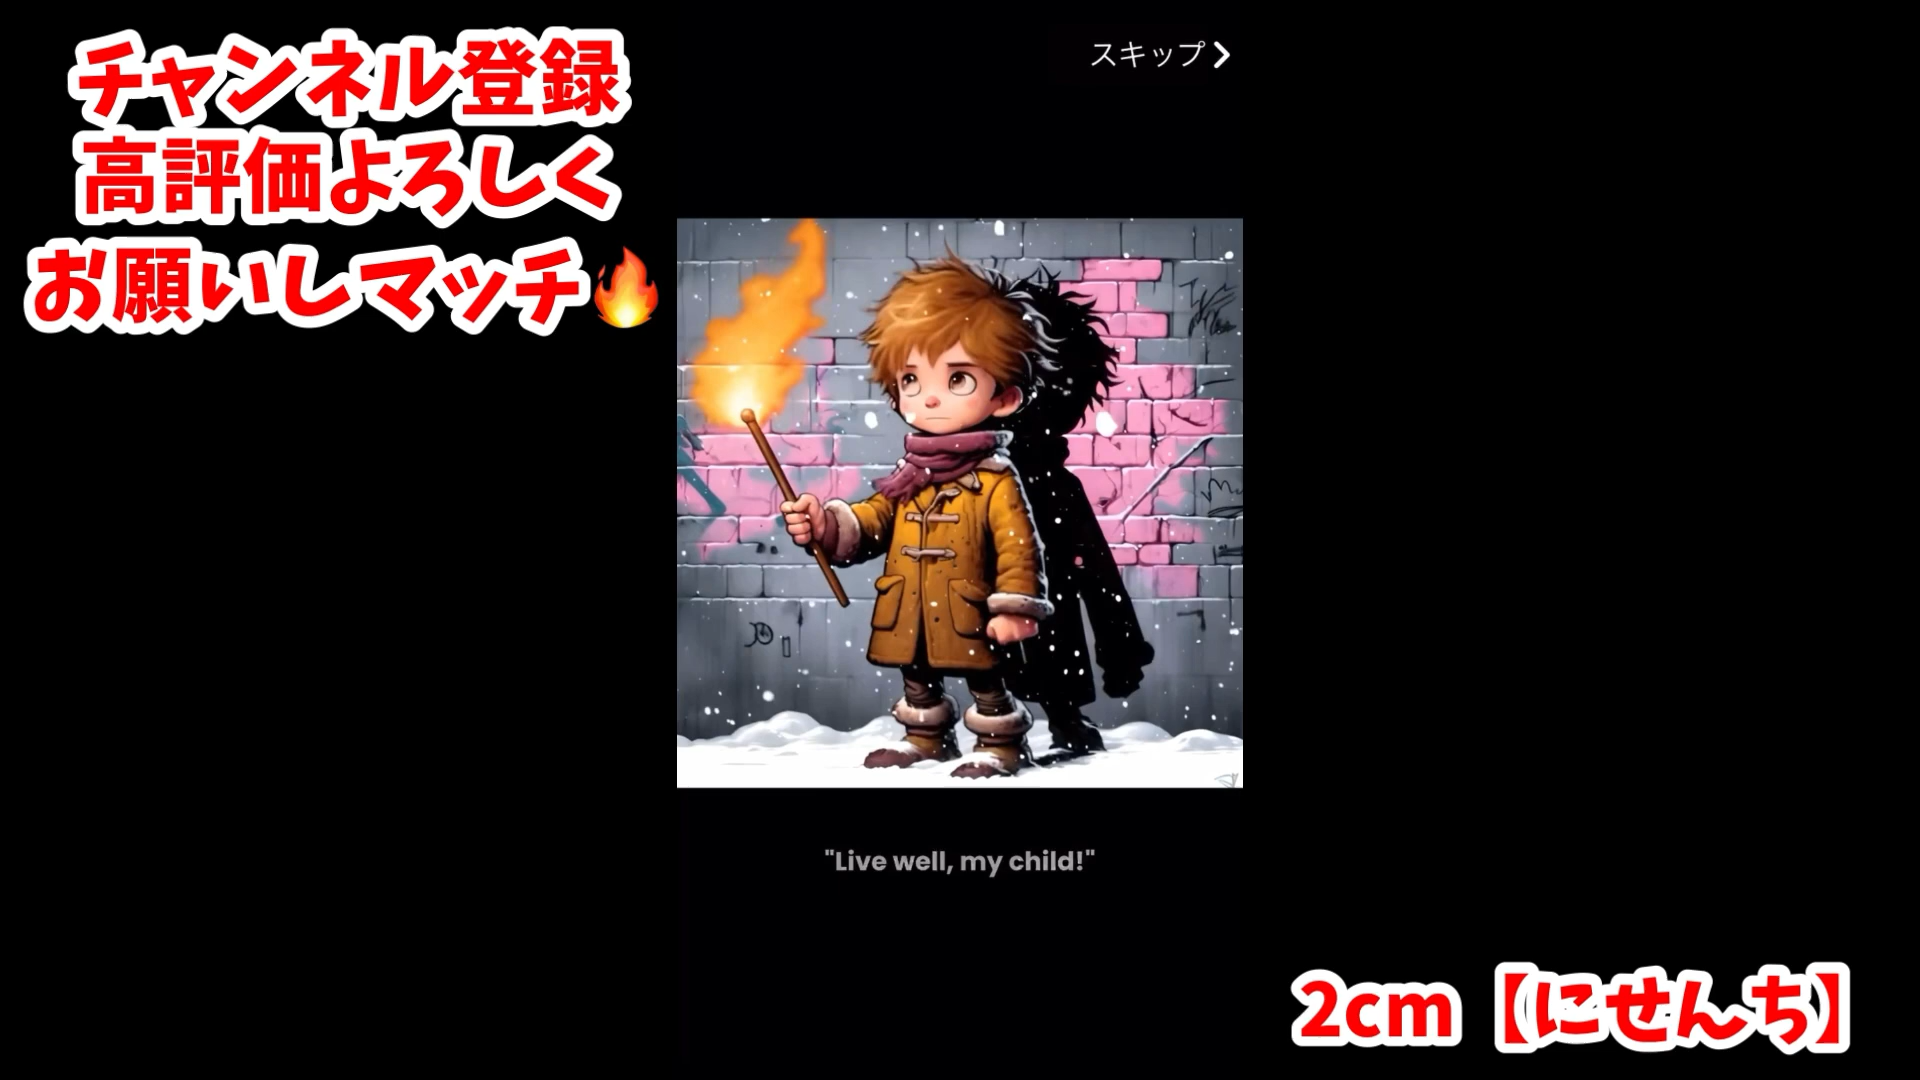 チャンネル登録
高評価よろしく
お願いしマッチ🔥
スキップ
"Live well, my child!"
2cm【にせんち】